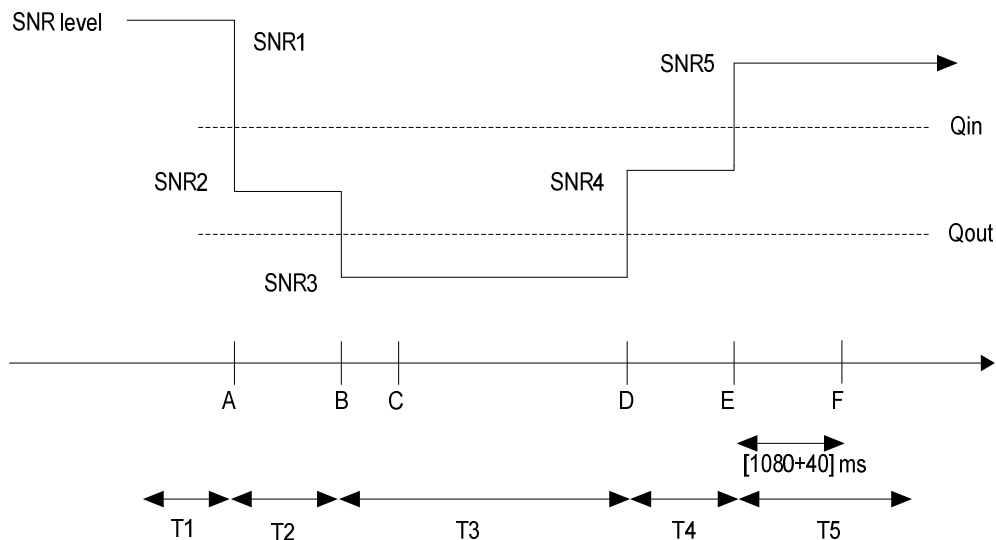 SNR level
SNR1
SNR5
Qin
SNR2
SNR4
Qout
SNR3
A B C D E F
[1080+40] ms
T1 T2 T3 T4 T5